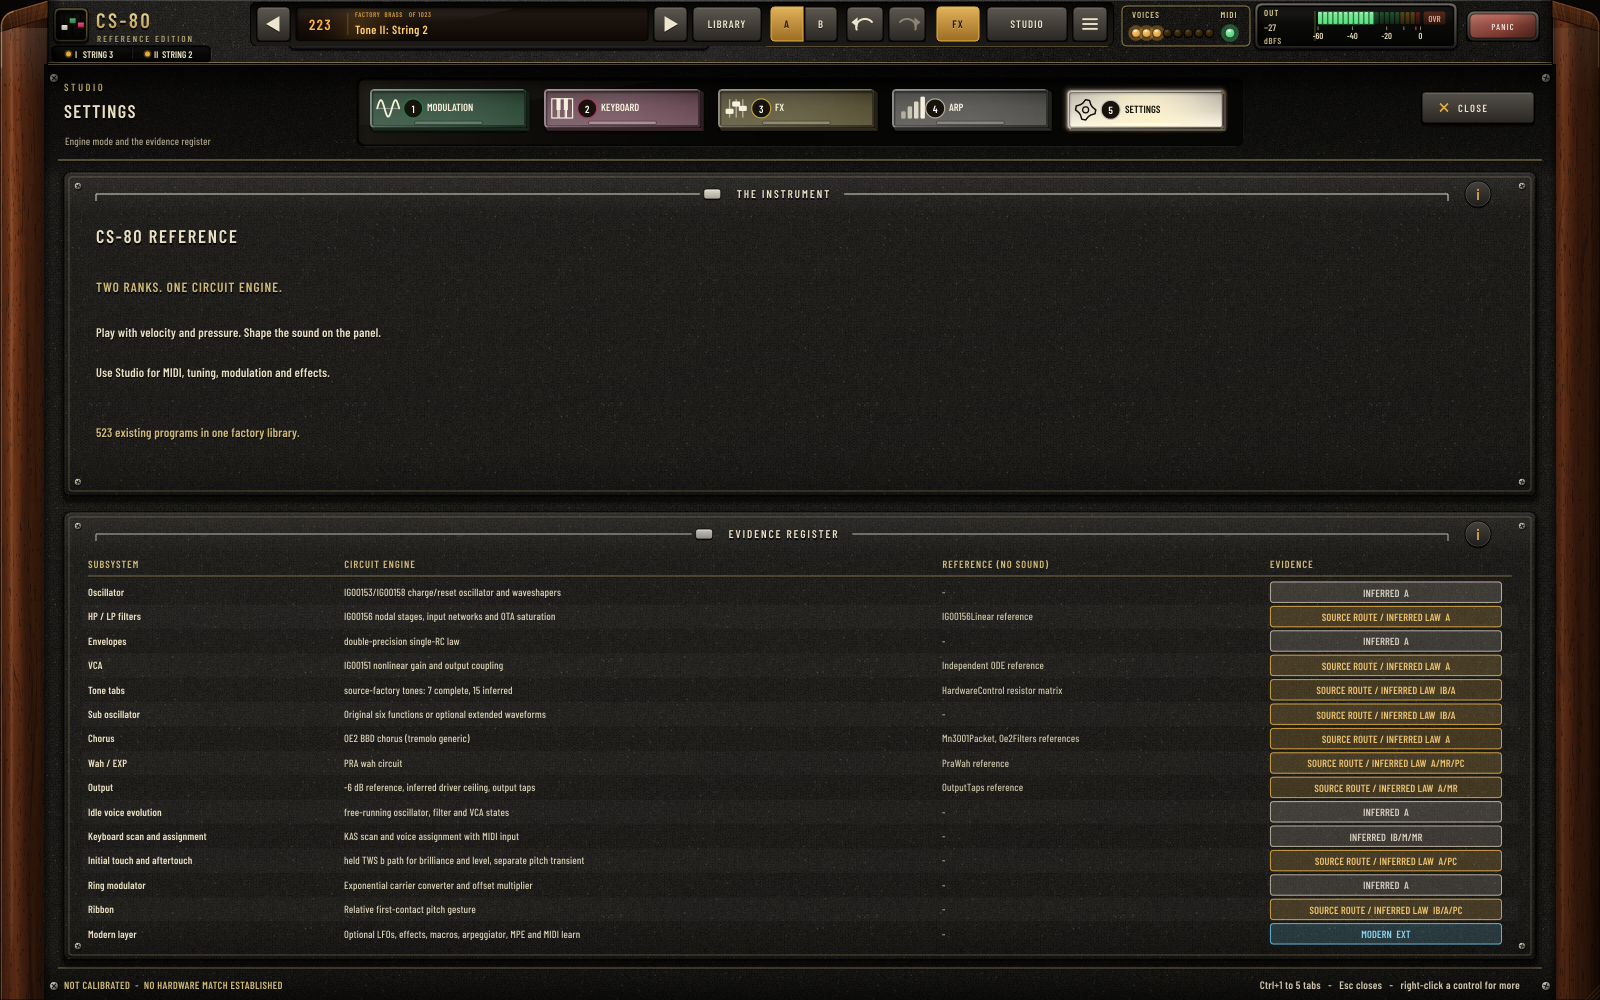 CS-80
REFERENCE EDITION
I STRING 3 II STRING 2
223
FACTORY BRASS OF 1023
Tone II: String 2
LIBRARY
A B
FX
STUDIO
VOICES MIDI
OUT
-27
dBFS
-60 -40 -20 0
OVR
PANIC
STUDIO
SETTINGS
Engine mode and the evidence register
1 MODULATION
2 KEYBOARD
3 FX
4 ARP
5 SETTINGS
CLOSE
THE INSTRUMENT
i
CS-80 REFERENCE
TWO RANKS. ONE CIRCUIT ENGINE.
Play with velocity and pressure. Shape the sound on the panel.
Use Studio for MIDI, tuning, modulation and effects.
523 existing programs in one factory library.
EVIDENCE REGISTER
i
SUBSYSTEM CIRCUIT ENGINE REFERENCE (NO SOUND) EVIDENCE
Oscillator IG00153/IG00158 charge/reset oscillator and waveshapers - INFERRED A
HP / LP filters IG00156 nodal stages, input networks and OTA saturation IG00156Linear reference SOURCE ROUTE / INFERRED LAW A
Envelopes double-precision single-RC law - INFERRED A
VCA IG00151 nonlinear gain and output coupling Independent ODE reference SOURCE ROUTE / INFERRED LAW A
Tone tabs source-factory tones: 7 complete, 15 inferred HardwareControl resistor matrix SOURCE ROUTE / INFERRED LAW IB/A
Sub oscillator Original six functions or optional extended waveforms - SOURCE ROUTE / INFERRED LAW IB/A
Chorus OE2 BBD chorus (tremolo generic) Mn3001Packet, Oe2Filters references SOURCE ROUTE / INFERRED LAW A
Wah / EXP PRA wah circuit PraWah reference SOURCE ROUTE / INFERRED LAW A/MR/PC
Output -6 dB reference, inferred driver ceiling, output taps OutputTaps reference SOURCE ROUTE / INFERRED LAW A/MR
Idle voice evolution free-running oscillator, filter and VCA states - INFERRED A
Keyboard scan and assignment KAS scan and voice assignment with MIDI input - INFERRED IB/M/MR
Initial touch and aftertouch held TWS b path for brilliance and level, separate pitch transient - SOURCE ROUTE / INFERRED LAW A/PC
Ring modulator Exponential carrier converter and offset multiplier - INFERRED A
Ribbon Relative first-contact pitch gesture - SOURCE ROUTE / INFERRED LAW IB/A/PC
Modern layer Optional LFOs, effects, macros, arpeggiator, MPE and MIDI learn - MODERN EXT
NOT CALIBRATED - NO HARDWARE MATCH ESTABLISHED
Ctrl+1 to 5 tabs - Esc closes - right-click a control for more